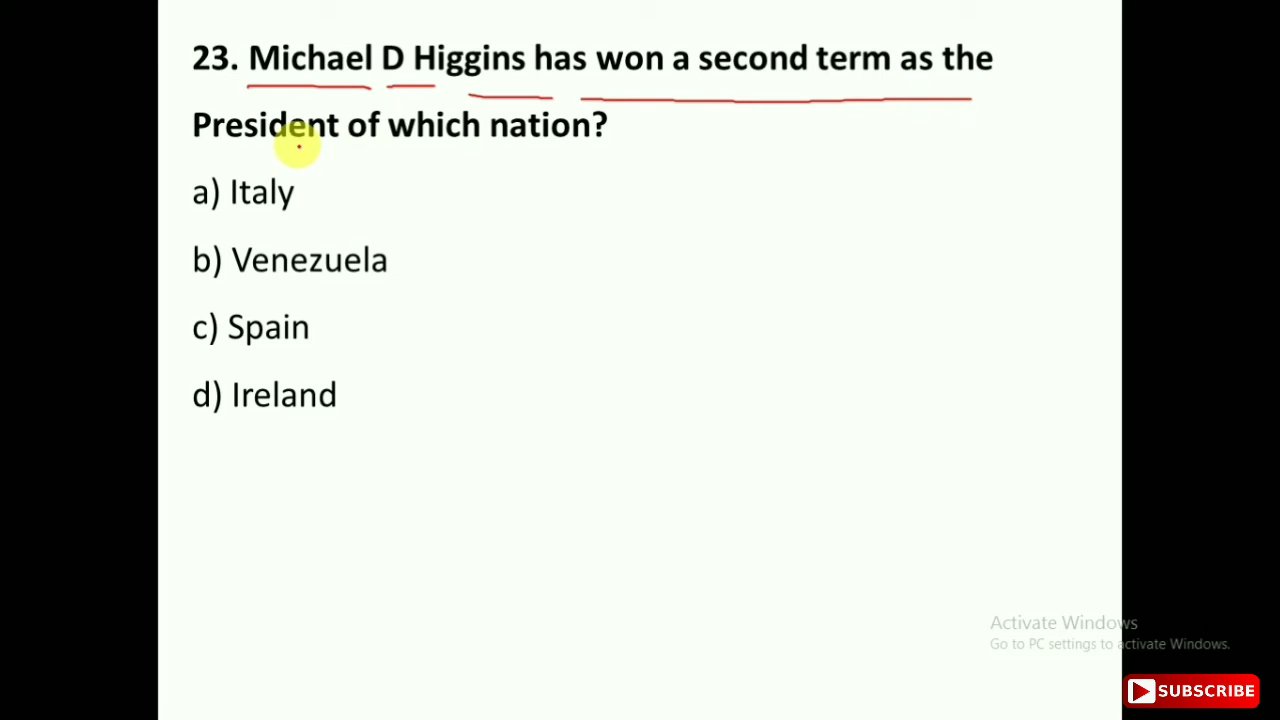 23. Michael D Higgins has won a second term as the
President of which nation?
a) Italy
b) Venezuela
c) Spain
d) Ireland
Activate Windows
Go to PC settings to activate Windows.
SUBSCRIBE